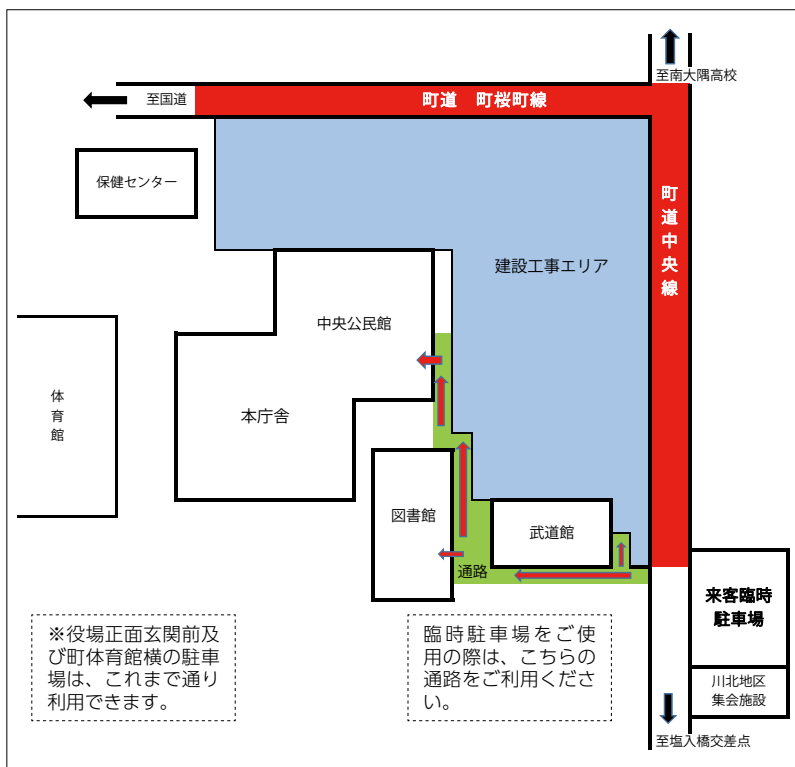 至南大隅高校
至国道
町道　町桜町線
保健センター
町道中央線
建設工事エリア
中央公民館
体育館
本庁舎
図書館
武道館
通路
来客臨時
駐車場
※役場正面玄関前及
び町体育館横の駐車
場は、これまで通り
利用できます。
臨時駐車場をご使
用の際は、こちらの
通路をご利用くださ
い。
川北地区
集会施設
至塩入橋交差点